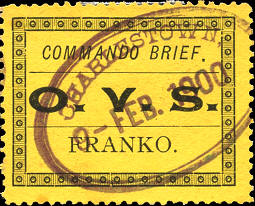 COMMANDO BRIEF.
O. V. S.
FRANKO.
CHARLESTOWN,
2-FEB. 1900